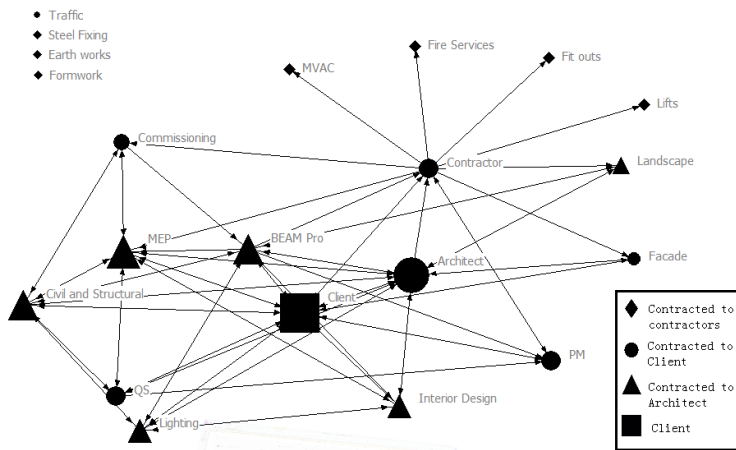 Traffic
Steel Fixing
Earth works
Formwork
Fire Services
MVAC
Fit outs
Lifts
Commissioning
Contractor
Landscape
MEP
BEAM Pro
Architect
Facade
Civil and Structural
Client
PM
QS
Interior Design
Lighting
Contracted to
contractors
Contracted to
Client
Contracted to
Architect
Client